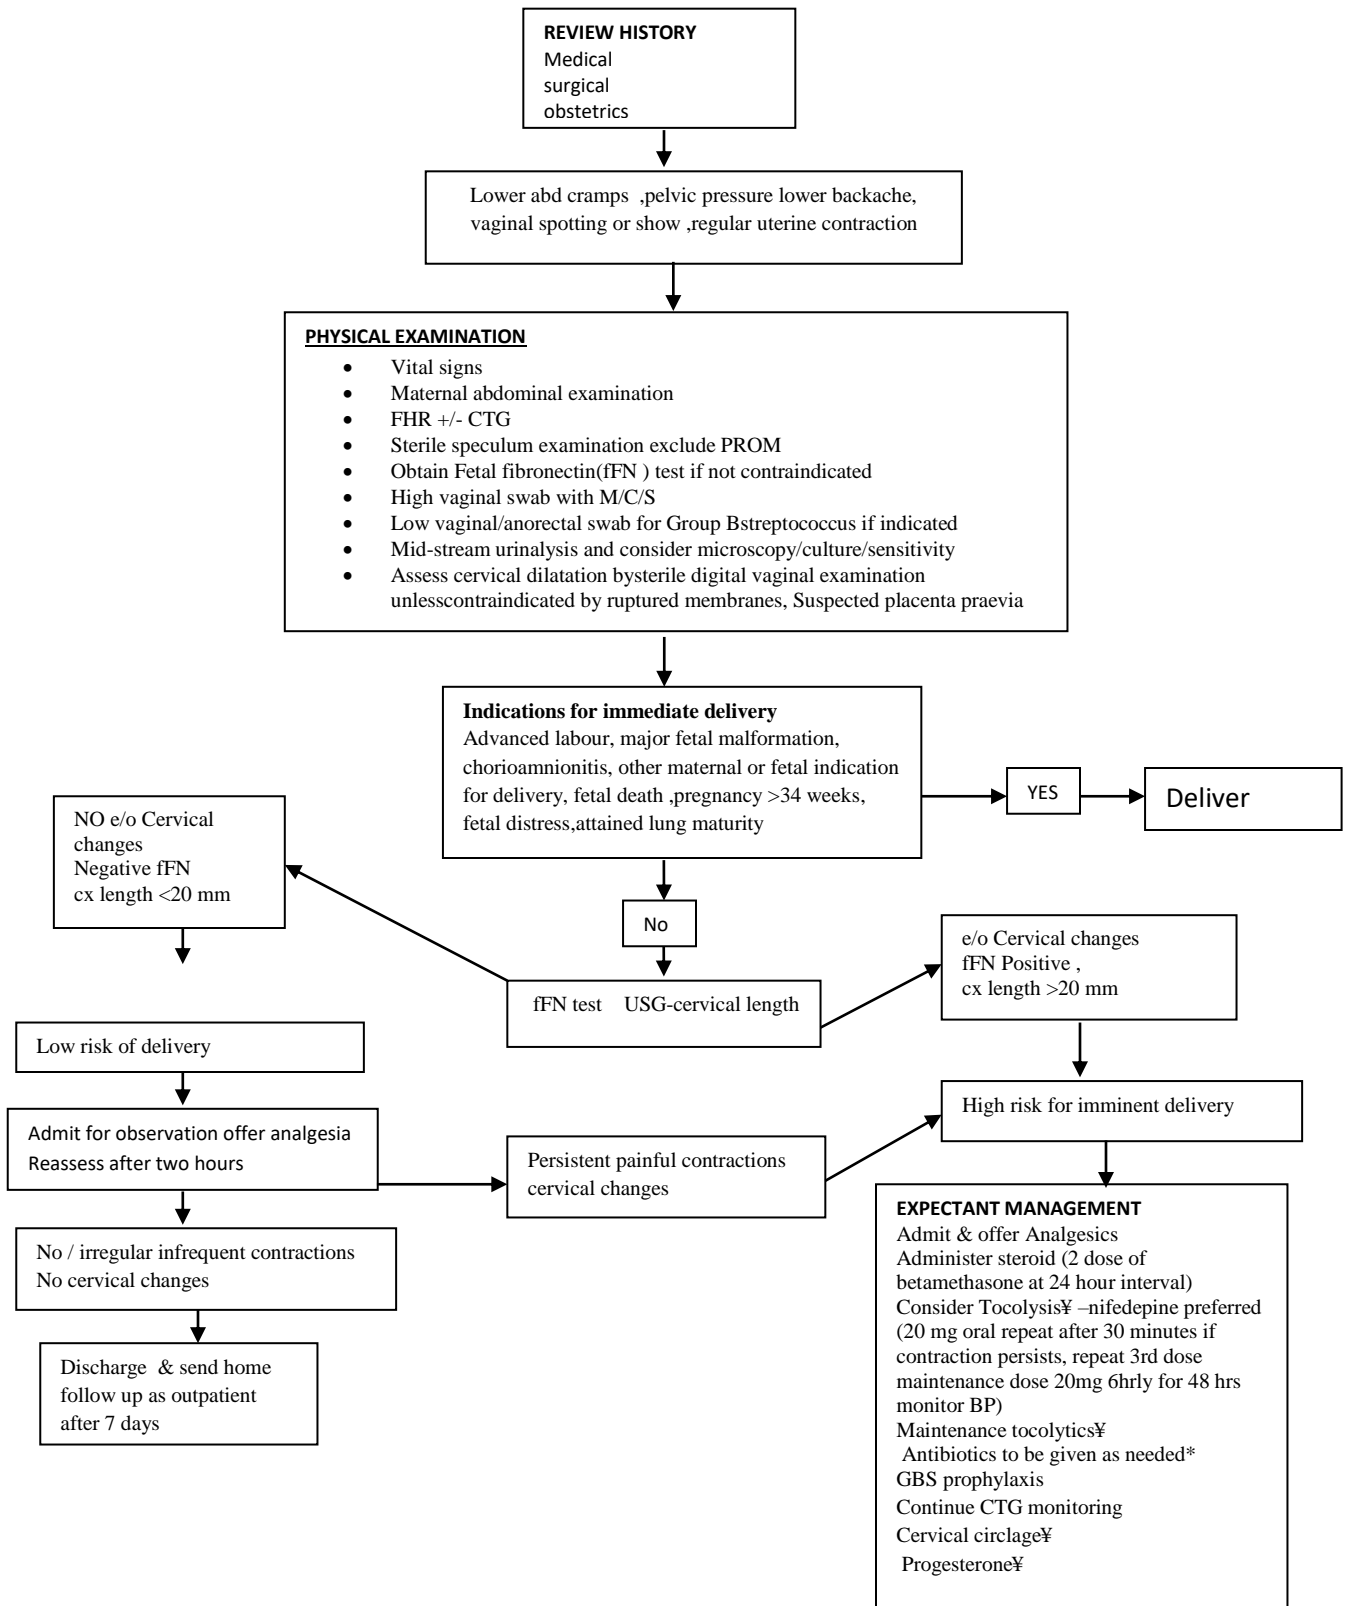 REVIEW HISTORY
Medical
surgical
obstetrics
Lower abd cramps ,pelvic pressure lower backache,
vaginal spotting or show ,regular uterine contraction
PHYSICAL EXAMINATION
• Vital signs
• Maternal abdominal examination
• FHR +/- CTG
• Sterile speculum examination exclude PROM
• Obtain Fetal fibronectin(fFN ) test if not contraindicated
• High vaginal swab with M/C/S
• Low vaginal/anorectal swab for Group Bstreptococcus if indicated
• Mid-stream urinalysis and consider microscopy/culture/sensitivity
• Assess cervical dilatation bysterile digital vaginal examination
unlesscontraindicated by ruptured membranes, Suspected placenta praevia
Indications for immediate delivery
Advanced labour, major fetal malformation,
chorioamnionitis, other maternal or fetal indication
for delivery, fetal death ,pregnancy >34 weeks,
fetal distress,attained lung maturity
YES
Deliver
NO e/o Cervical
changes
Negative fFN
cx length <20 mm
No
e/o Cervical changes
fFN Positive ,
cx length >20 mm
fFN test USG-cervical length
Low risk of delivery
High risk for imminent delivery
Admit for observation offer analgesia
Reassess after two hours
Persistent painful contractions
cervical changes
No / irregular infrequent contractions
No cervical changes
Discharge & send home
follow up as outpatient
after 7 days
EXPECTANT MANAGEMENT
Admit & offer Analgesics
Administer steroid (2 dose of
betamethasone at 24 hour interval)
Consider Tocolysis¥ –nifedepine preferred
(20 mg oral repeat after 30 minutes if
contraction persists, repeat 3rd dose
maintenance dose 20mg 6hrly for 48 hrs
monitor BP)
Maintenance tocolytics¥
Antibiotics to be given as needed*
GBS prophylaxis
Continue CTG monitoring
Cervical circlage¥
Progesterone¥